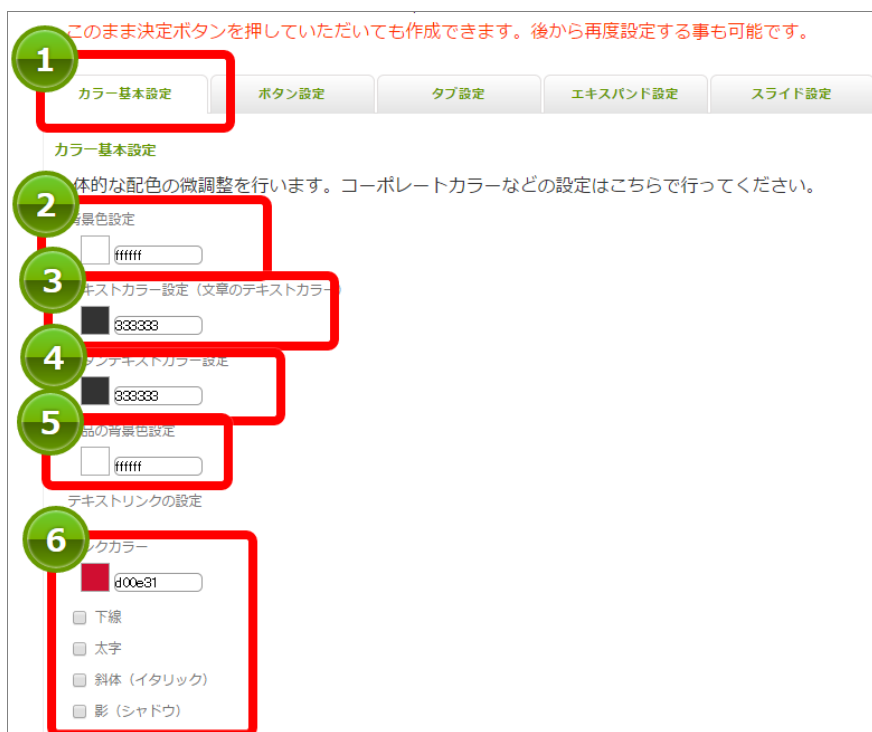 このまま決定ボタンを押していただいても作成できます。後から再度設定する事も可能です。
1
カラー基本設定 ボタン設定 タブ設定 エキスパンド設定 スライド設定
カラー基本設定
体的な配色の微調整を行います。コーポレートカラーなどの設定はこちらで行ってください。
2
背景色設定
ffffff
3
キストカラー設定（文章のテキストカラー）
333333
4
タンテキストカラー設定
333333
5
品の背景色設定
ffffff
テキストリンクの設定
6
ンクカラー
d00e31
下線
太字
斜体（イタリック）
影（シャドウ）